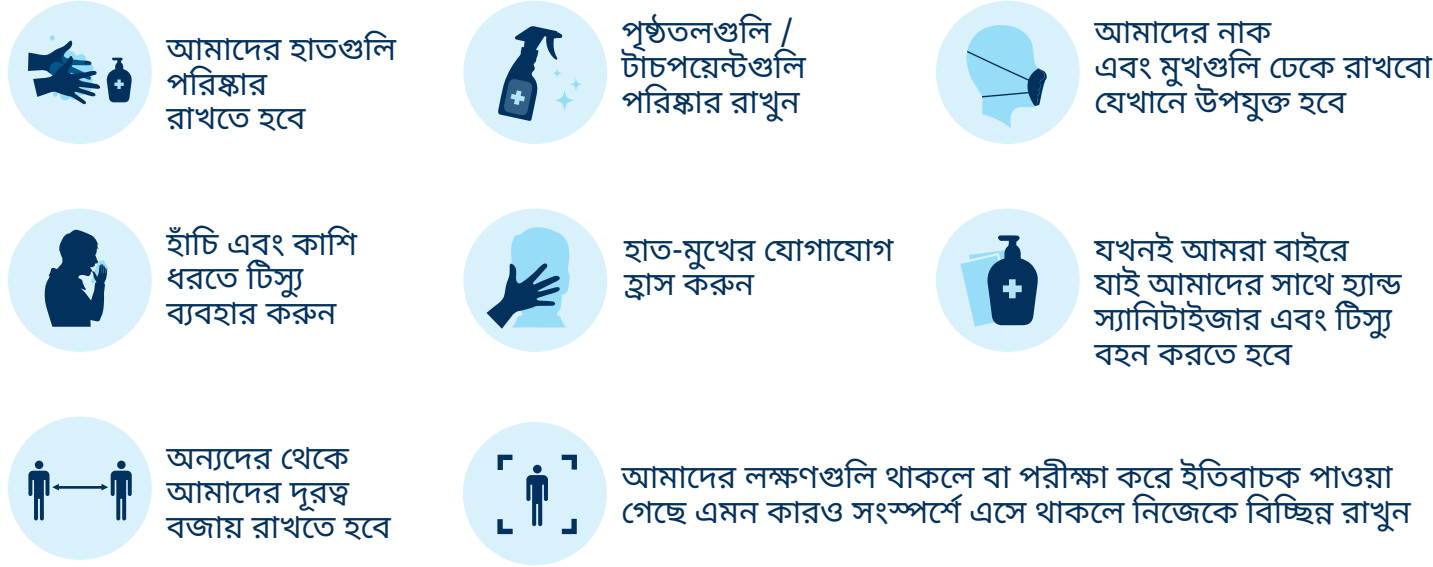 আমাদের হাতগুলি
পরিষ্কার
রাখতে হবে
পৃষ্ঠতলগুলি /
টাচপয়েন্টগুলি
পরিষ্কার রাখুন
আমাদের নাক
এবং মুখগুলি ঢেকে রাখবো
যেখানে উপযুক্ত হবে
হাঁচি এবং কাশি
ধরতে টিস্যু
ব্যবহার করুন
হাত-মুখের যোগাযোগ
হ্রাস করুন
যখনই আমরা বাইরে
যাই আমাদের সাথে হ্যান্ড
স্যানিটাইজার এবং টিস্যু
বহন করতে হবে
অন্যদের থেকে
আমাদের দূরত্ব
বজায় রাখতে হবে
আমাদের লক্ষণগুলি থাকলে বা পরীক্ষা করে ইতিবাচক পাওয়া
গেছে এমন কারও সংস্পর্শে এসে থাকলে নিজেকে বিচ্ছিন্ন রাখুন